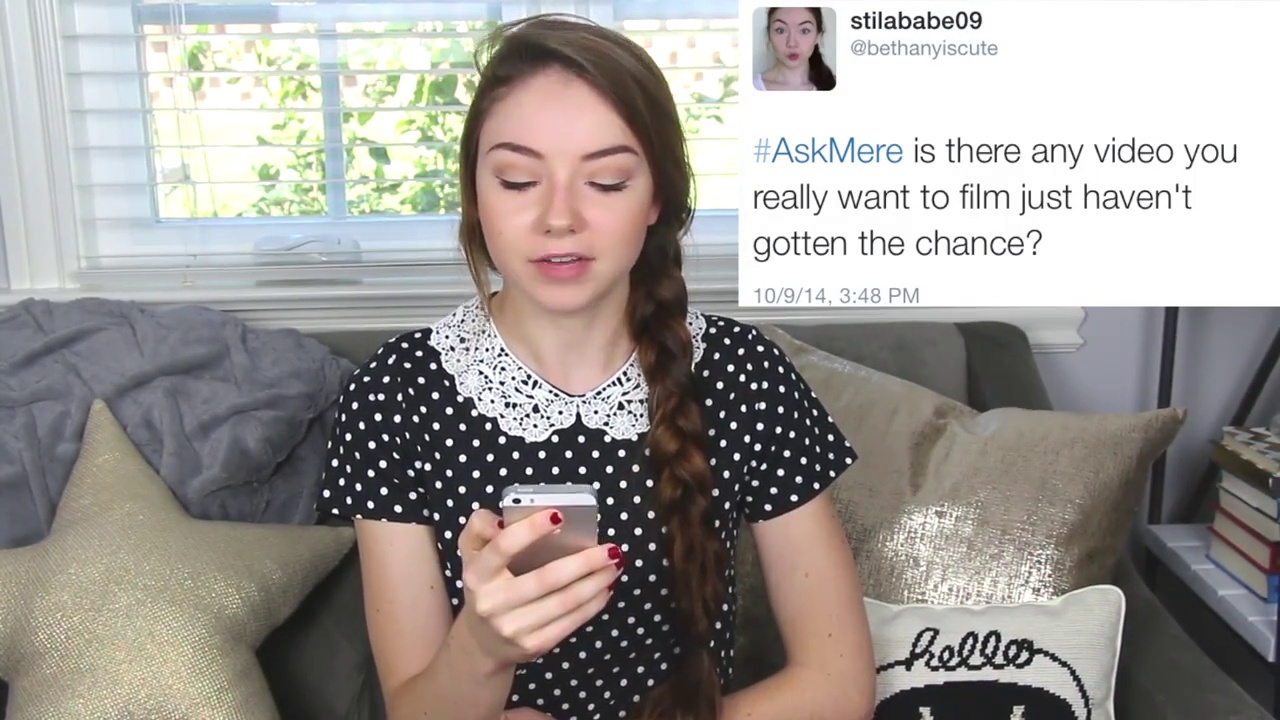 stilababe09
@bethanyiscute
#AskMere is there any video you
really want to film just haven't
gotten the chance?
10/9/14, 3:48 PM
hello